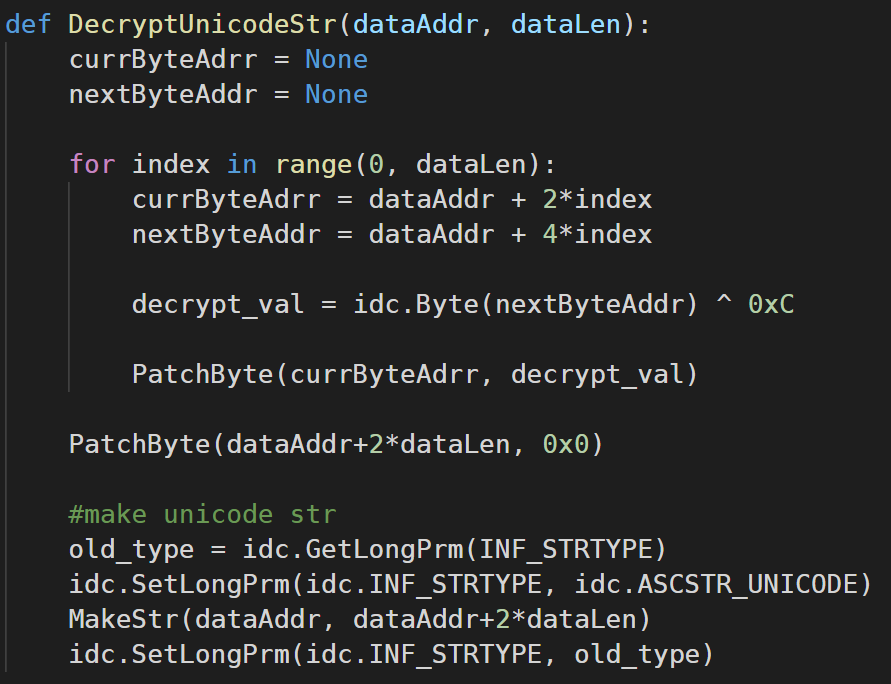 def DecryptUnicodeStr(dataAddr, dataLen):
    currByteAdrr = None
    nextByteAddr = None

    for index in range(0, dataLen):
        currByteAdrr = dataAddr + 2*index
        nextByteAddr = dataAddr + 4*index

        decrypt_val = idc.Byte(nextByteAddr) ^ 0xC

        PatchByte(currByteAdrr, decrypt_val)

    PatchByte(dataAddr+2*dataLen, 0x0)

    #make unicode str
    old_type = idc.GetLongPrm(INF_STRTYPE)
    idc.SetLongPrm(idc.INF_STRTYPE, idc.ASCSTR_UNICODE)
    MakeStr(dataAddr, dataAddr+2*dataLen)
    idc.SetLongPrm(idc.INF_STRTYPE, old_type)